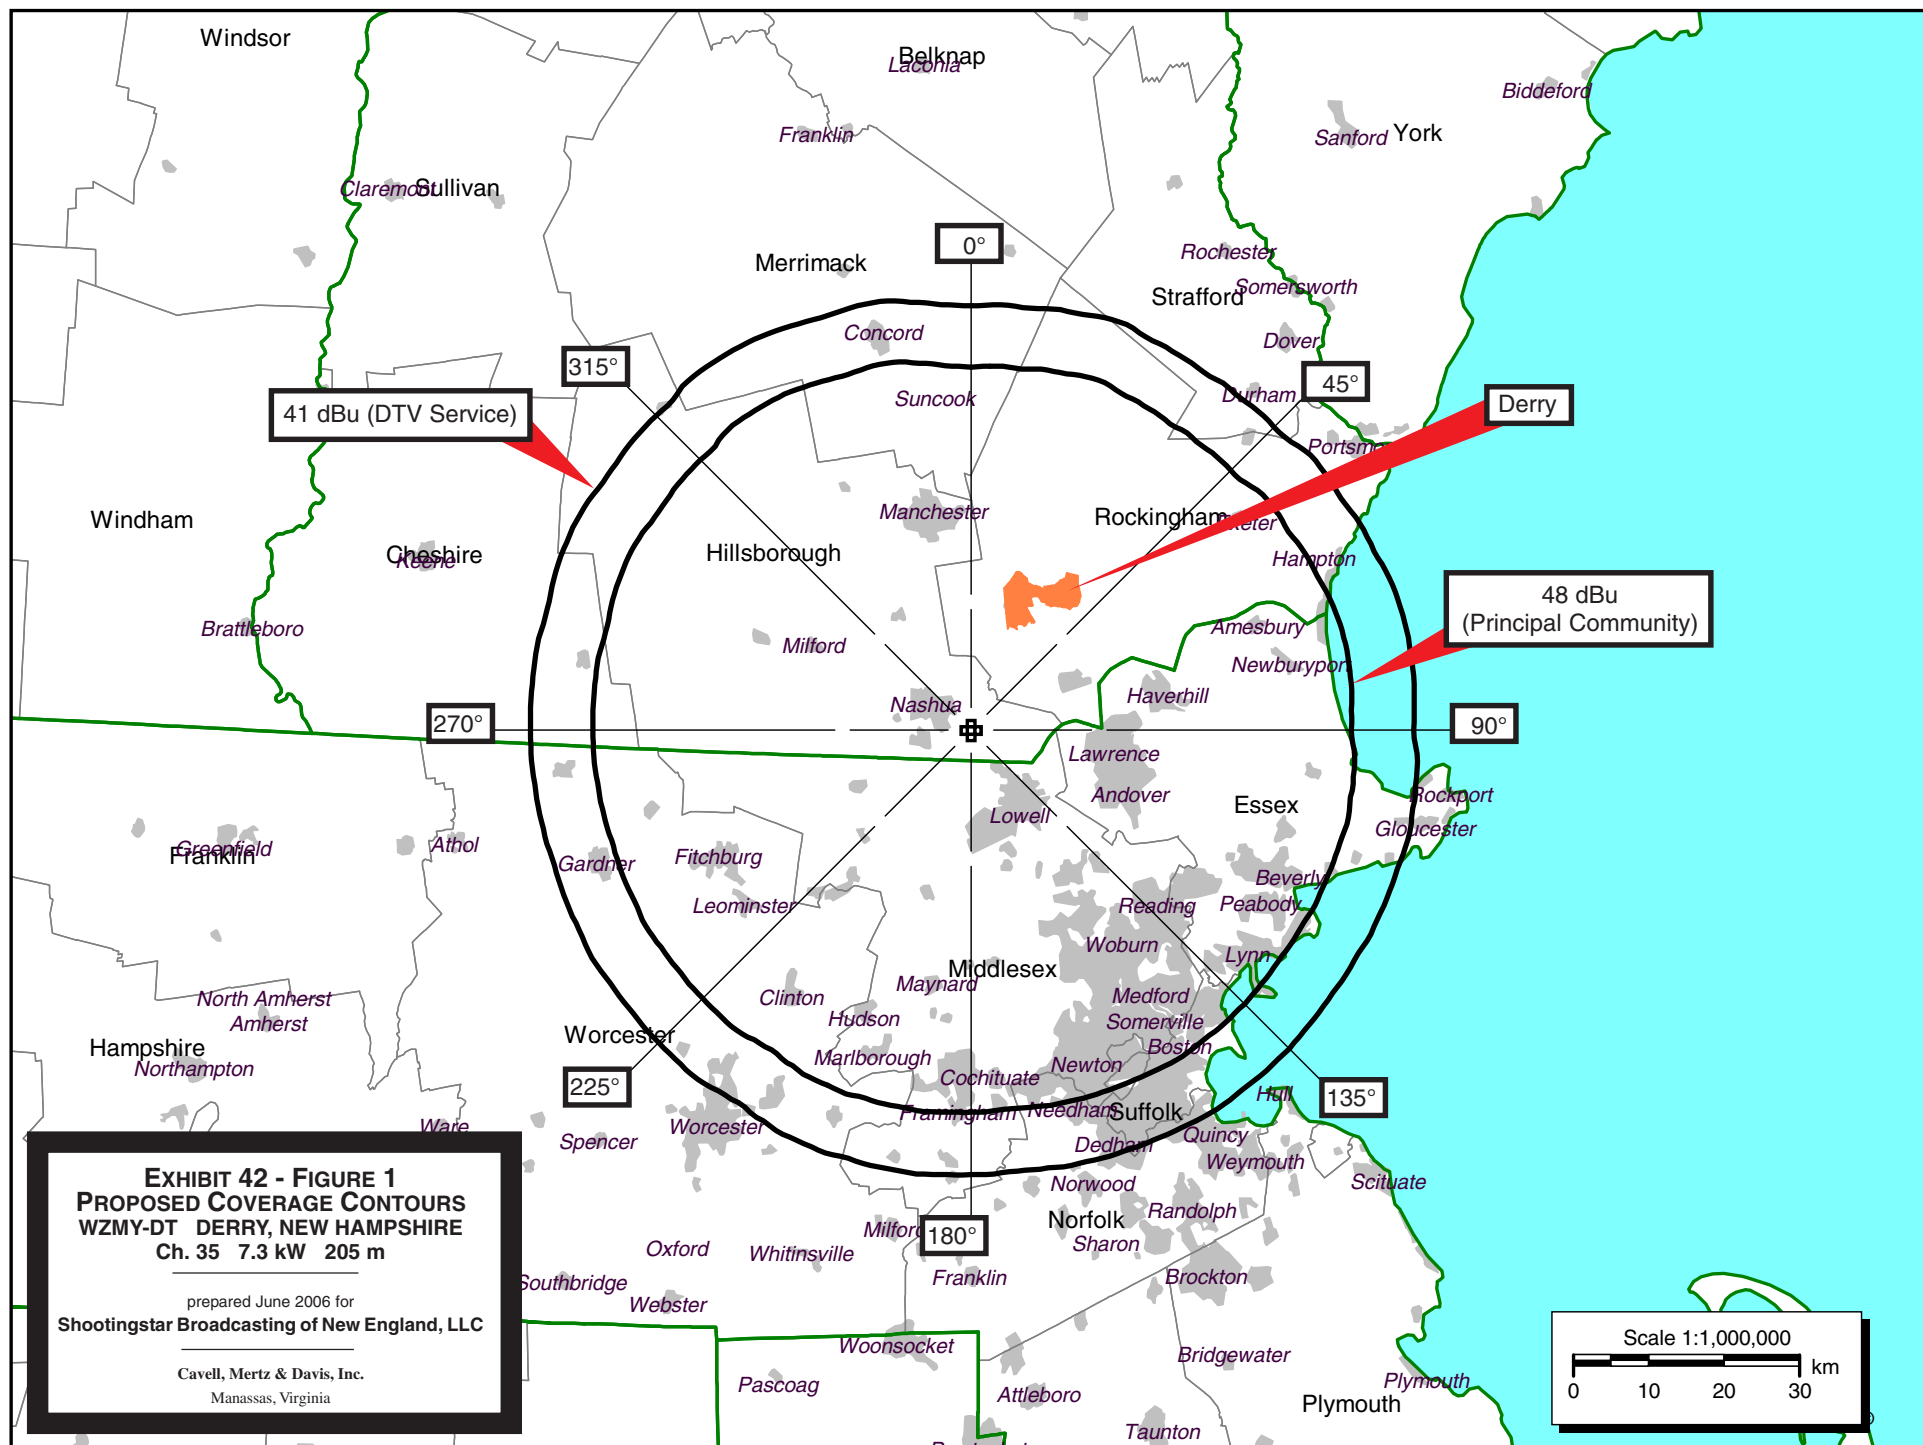 Windsor
Belknap
Laconia
Biddeford
Franklin
Sanford
York
Claremont
Sullivan
0°
Rochester
Merrimack
Somersworth
Strafford
Concord
Dover
315°
45°
Suncook
Durham
41 dBu (DTV Service)
Derry
Manchester
Rockingham
Windham
Hillsborough
Cheshire
Keene
Hampton
48 dBu
(Principal Community)
Brattleboro
Milford
Amesbury
Newburyport
Haverhill
Nashua
270°
90°
Lawrence
Andover
Rockport
Essex
Lowell
Gloucester
Greenfield
Franklin
Athol
Gardner
Fitchburg
Beverly
Leominster
Reading
Peabody
Woburn
Lynn
Middlesex
Maynard
North Amherst
Clinton
Medford
Amherst
Hudson
Somerville
Worcester
Hampshire
Marlborough
Boston
Northampton
Newton
Cochituate
225°
Hull
135°
Framingham
Needham
Suffolk
Ware
Worcester
Spencer
Dedham
Quincy
Weymouth
Norwood
Scituate
Randolph
Norfolk
Milford
180°
Sharon
Oxford
Whitinsville
Franklin
Brockton
Southbridge
Webster
Woonsocket
Bridgewater
Pascoag
Attleboro
Plymouth
Plymouth
Taunton
EXHIBIT 42 - FIGURE 1
PROPOSED COVERAGE CONTOURS
WZMY-DT DERRY, NEW HAMPSHIRE
Ch. 35 7.3 kW 205 m
prepared June 2006 for
Shootingstar Broadcasting of New England, LLC
Cavell, Mertz & Davis, Inc.
Manassas, Virginia
Scale 1:1,000,000
km
0 10 20 30